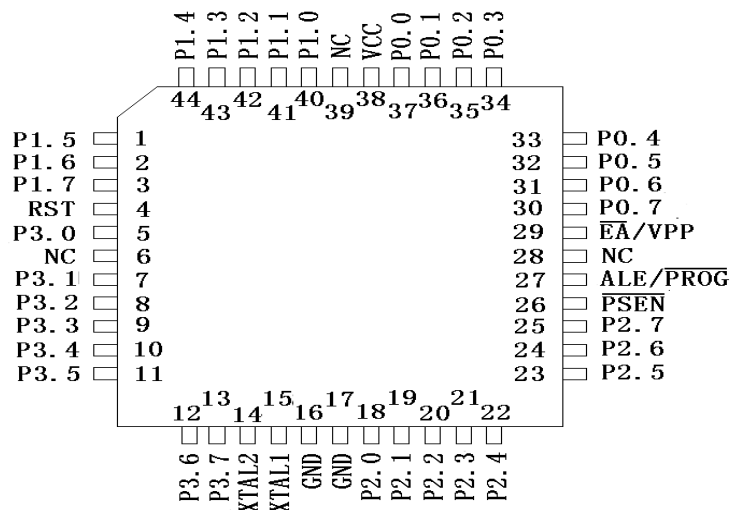 P1.4 P1.3 P1.2 P1.1 P1.0 NC VCC P0.0 P0.1 P0.2 P0.3
44 43 42 41 40 39 38 37 36 35 34
P1.5 1 33 P0.4
P1.6 2 32 P0.5
P1.7 3 31 P0.6
RST 4 30 P0.7
P3.0 5 29 E̅A̅/VPP
NC 6 28 NC
P3.1 7 27 ALE/P̅R̅O̅G̅
P3.2 8 26 P̅S̅E̅N̅
P3.3 9 25 P2.7
P3.4 10 24 P2.6
P3.5 11 23 P2.5
12 13 14 15 16 17 18 19 20 21 22
P3.6 P3.7 XTAL2 XTAL1 GND GND P2.0 P2.1 P2.2 P2.3 P2.4